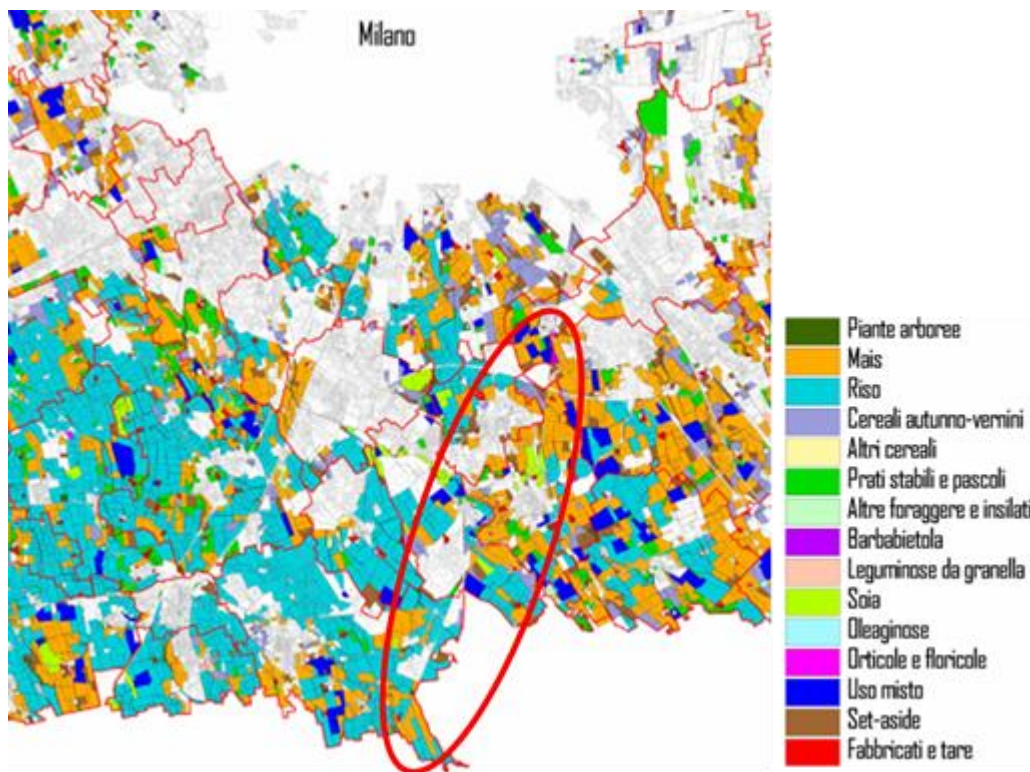 Milano
Piante arboree
Mais
Riso
Cereali autunno-vernini
Altri cereali
Prati stabili e pascoli
Altre foraggere e insilati
Barbabietola
Leguminose da granella
Soia
Oleaginose
Orticole e floricole
Uso misto
Set-aside
Fabbricati e tare